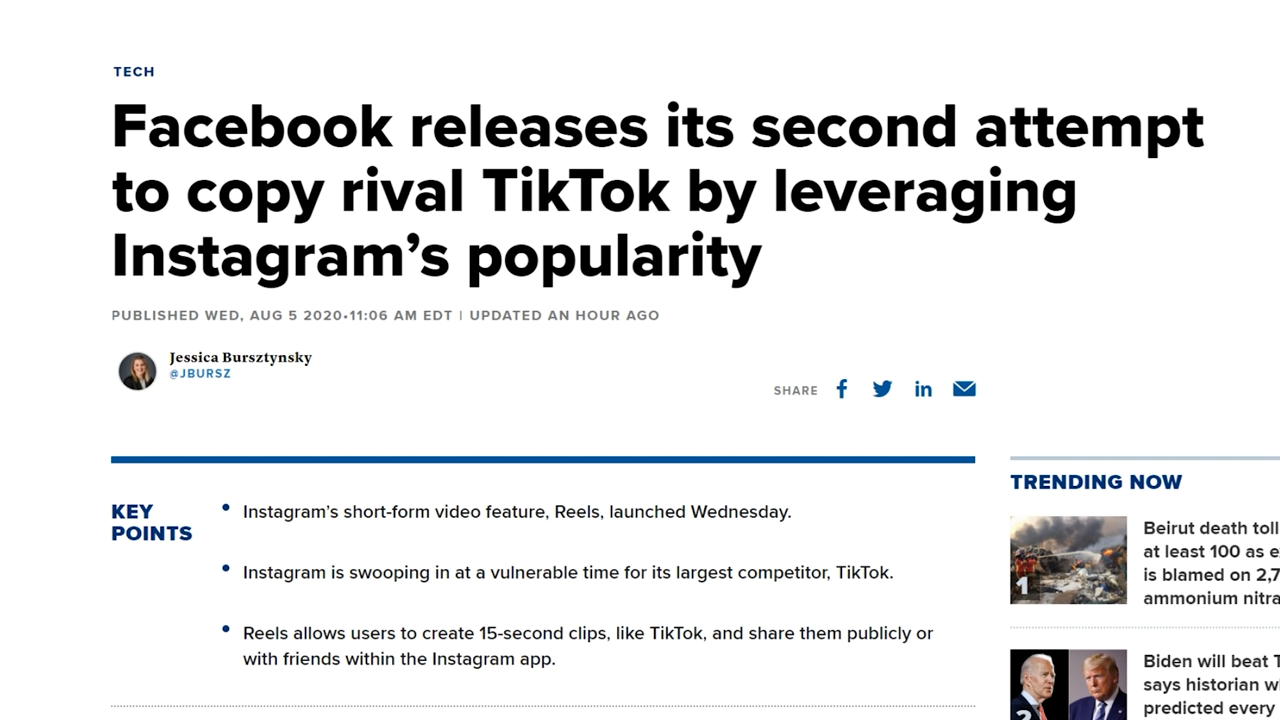 TECH
Facebook releases its second attempt
to copy rival TikTok by leveraging
Instagram’s popularity
PUBLISHED WED, AUG 5 2020•11:06 AM EDT | UPDATED AN HOUR AGO
Jessica Bursztynsky
@JBURSZ
SHARE
KEY
POINTS
• Instagram’s short-form video feature, Reels, launched Wednesday.
• Instagram is swooping in at a vulnerable time for its largest competitor, TikTok.
• Reels allows users to create 15-second clips, like TikTok, and share them publicly or
with friends within the Instagram app.
TRENDING NOW
1
Beirut death toll
at least 100 as
is blamed on 2,7
ammonium nitra
2
Biden will beat T
says historian
predicted every